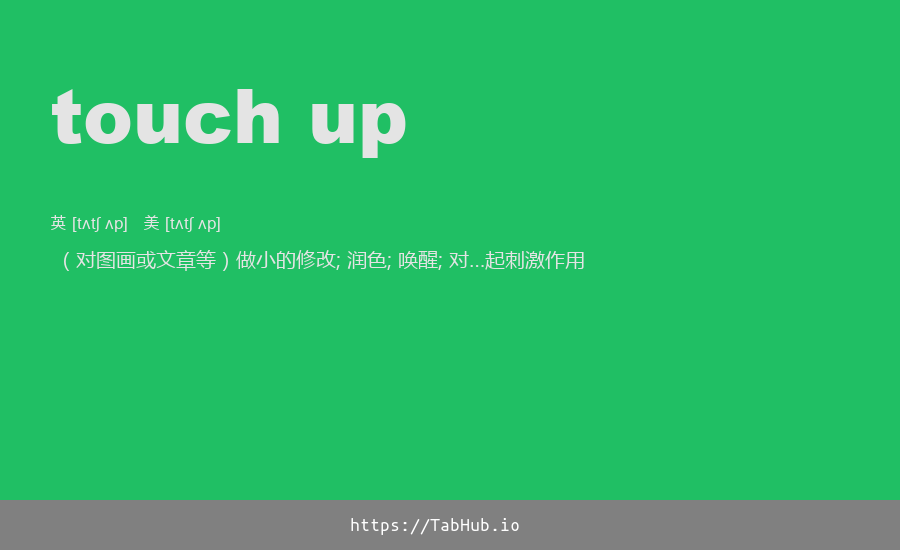 touch up
英 [tʌtʃ ʌp] 美 [tʌtʃ ʌp]
（对图画或文章等）做小的修改; 润色; 唤醒; 对...起刺激作用
https://TabHub.io